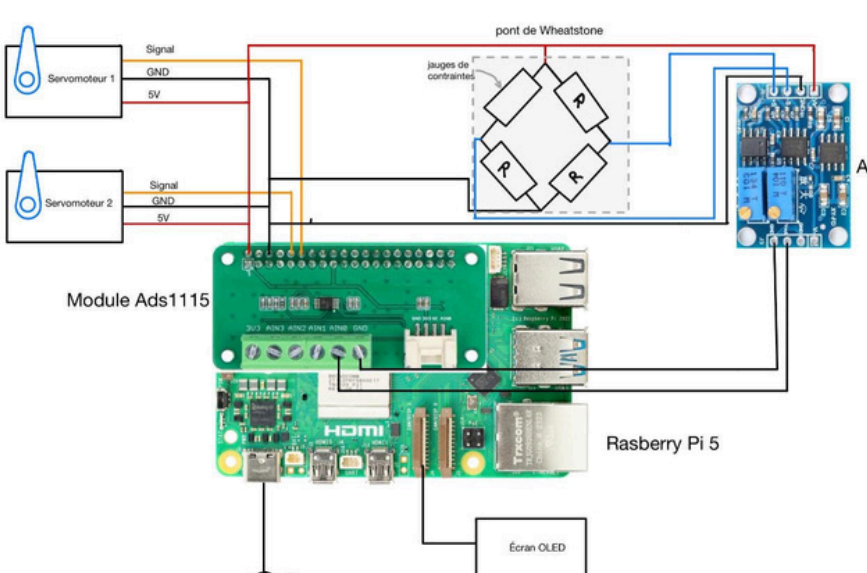 pont de Wheatstone
Signal
jauges de
contraintes
Servomoteur 1
GND
5V
R
R
R
R
A
Signal
Servomoteur 2
GND
5V
Module Ads1115
3V3 AIN3 AIN2 AIN1 AIN0 GND
HDMI
Trxcom
Rasberry Pi 5
Écran OLED